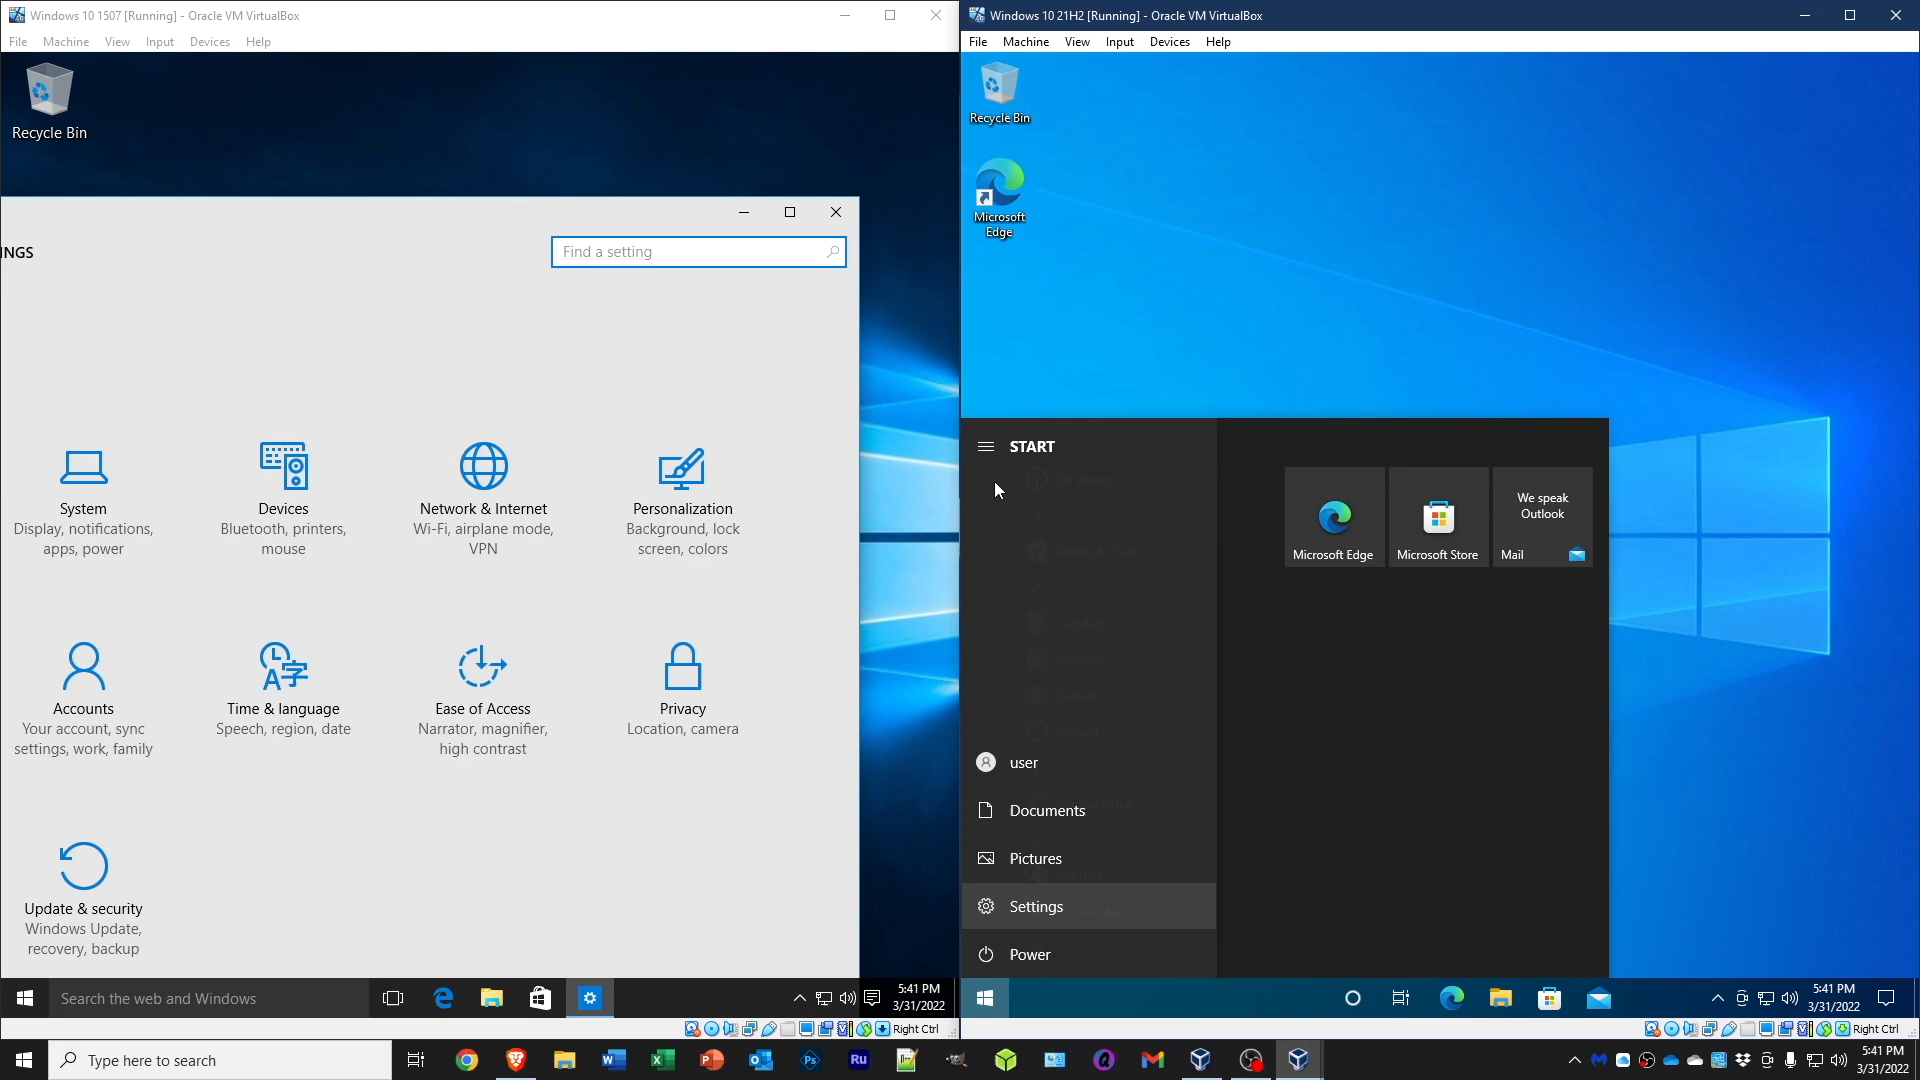 Windows 10 1507 [Running] - Oracle VM VirtualBox
File Machine View Input Devices Help
Recycle Bin
INGS
Find a setting
System
Display, notifications,
apps, power
Devices
Bluetooth, printers,
mouse
Network & Internet
Wi-Fi, airplane mode,
VPN
Personalization
Background, lock
screen, colors
Accounts
Your account, sync
settings, work, family
Time & language
Speech, region, date
Ease of Access
Narrator, magnifier,
high contrast
Privacy
Location, camera
Update & security
Windows Update,
recovery, backup
Search the web and Windows
5:41 PM
3/31/2022
Right Ctrl
Windows 10 21H2 [Running] - Oracle VM VirtualBox
File Machine View Input Devices Help
Recycle Bin
Microsoft
Edge
START
user
Documents
Pictures
Settings
Power
Microsoft Edge
Microsoft Store
We speak
Outlook
Mail
5:41 PM
3/31/2022
Right Ctrl
Type here to search
5:41 PM
3/31/2022